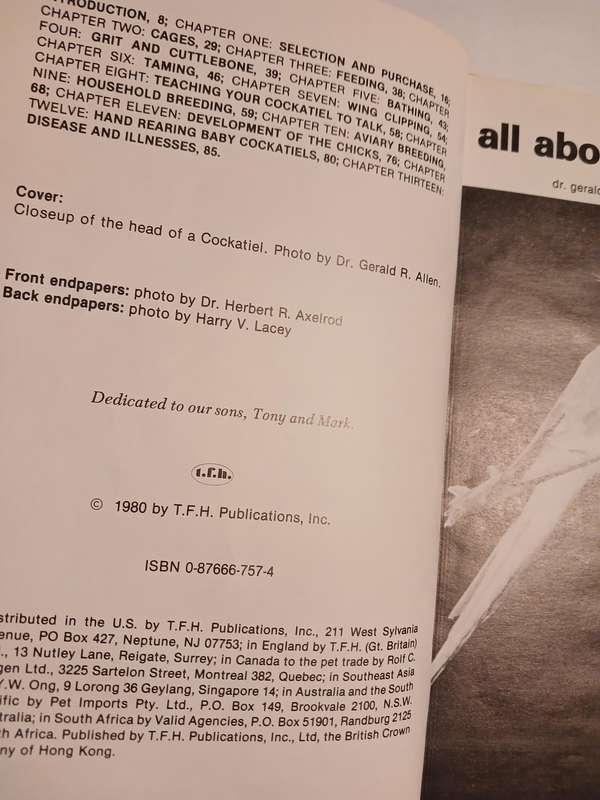 TRODUCTION, 8; CHAPTER ONE: SELECTION AND PURCHASE, 16;
CHAPTER TWO: CAGES, 29; CHAPTER THREE: FEEDING, 38; CHAPTER
FOUR: GRIT AND CUTTLEBONE, 39; CHAPTER FIVE: BATHING, 43;
CHAPTER SIX: TAMING, 46; CHAPTER SEVEN: WING CLIPPING, 54;
CHAPTER EIGHT: TEACHING YOUR COCKATIEL TO TALK, 58; CHAPTER
NINE: HOUSEHOLD BREEDING, 59; CHAPTER TEN: AVIARY BREEDING,
68; CHAPTER ELEVEN: DEVELOPMENT OF THE CHICKS, 76; CHAPTER
TWELVE: HAND REARING BABY COCKATIELS, 80; CHAPTER THIRTEEN:
DISEASE AND ILLNESSES, 85.
Cover:
Closeup of the head of a Cockatiel. Photo by Dr. Gerald R. Allen.
Front endpapers: photo by Dr. Herbert R. Axelrod
Back endpapers: photo by Harry V. Lacey
Dedicated to our sons, Tony and Mark.
t.f.h.
© 1980 by T.F.H. Publications, Inc.
ISBN 0-87666-757-4
stributed in the U.S. by T.F.H. Publications, Inc., 211 West Sylvania
enue, PO Box 427, Neptune, NJ 07753; in England by T.F.H. (Gt. Britain)
., 13 Nutley Lane, Reigate, Surrey; in Canada to the pet trade by Rolf C.
gen Ltd., 3225 Sartelon Street, Montreal 382, Quebec; in Southeast Asia
Y.W. Ong, 9 Lorong 36 Geylang, Singapore 14; in Australia and the South
ific by Pet Imports Pty. Ltd., P.O. Box 149, Brookvale 2100, N.S.W.
tralia; in South Africa by Valid Agencies, P.O. Box 51901, Randburg 2125
th Africa. Published by T.F.H. Publications, Inc., Ltd, the British Crown
ny of Hong Kong.
all abo
dr. gerald